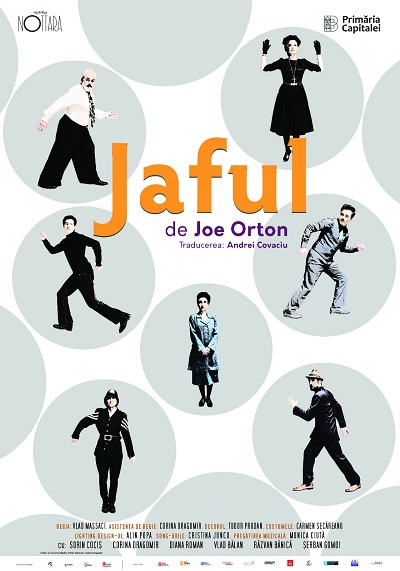 teatrul
NOTTARA
Primăria
Capitalei
Jaful
de Joe Orton
Traducerea: Andrei Covaciu
REGIA: VLAD MASSACI, ASISTENȚA DE REGIE: CORINA DRAGOMIR, DECORUL: TUDOR PRODAN, COSTUMELE: CARMEN SECĂREANU
LIGHTING DESIGN-UL: ALIN POPA, SONG-URILE: CRISTINA JUNCU, PREGĂTIREA MUZICALĂ: MONICA CIUTĂ
CU: SORIN COCIȘ CORINA DRAGOMIR DIANA ROMAN VLAD BĂLAN RĂZVAN BĂNICĂ ȘERBAN GOMOI